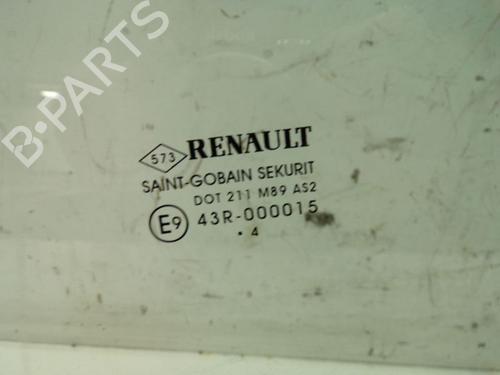 B-PARTS
573 RENAULT
SAINT-GOBAIN SEKURIT
DOT 211 M89 AS2
E9 43R-000015
. 4